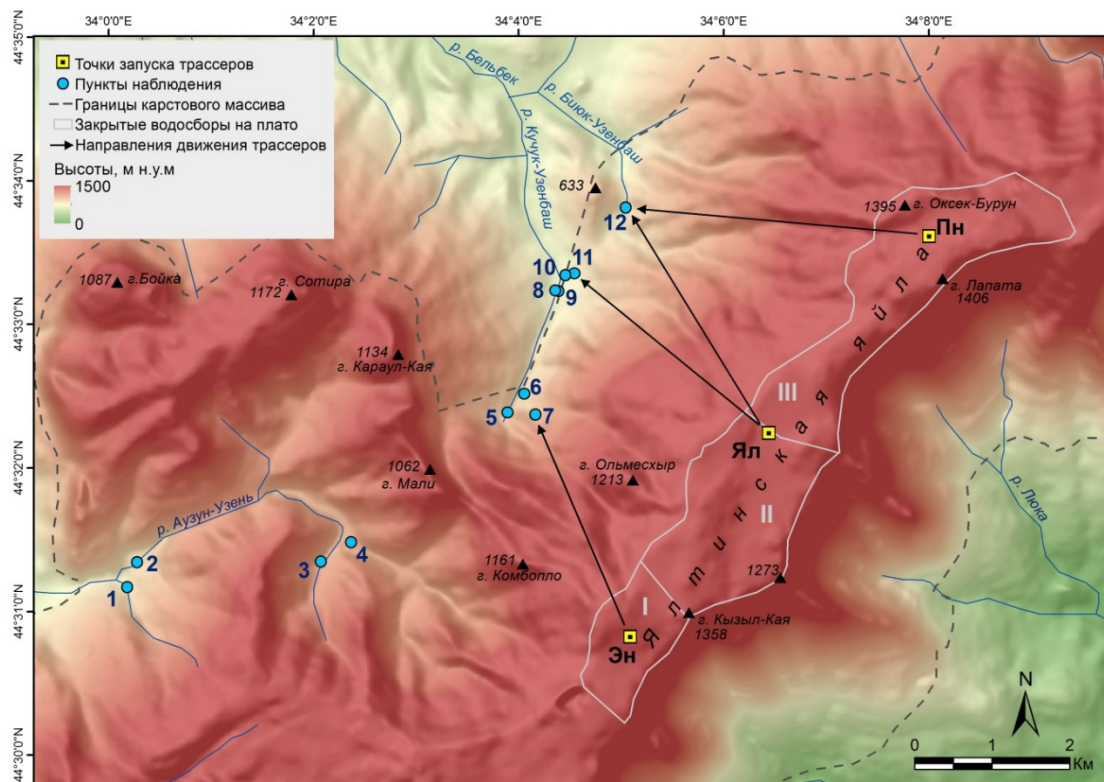 34°0'0"E
34°2'0"E
34°4'0"E
34°6'0"E
34°8'0"E
44°35'0"N
44°34'0"N
44°33'0"N
44°32'0"N
44°31'0"N
44°30'0"N
Точки запуска трассеров
Пункты наблюдения
Границы карстового массива
Закрытые водосборы на плато
Направления движения трассеров
Высоты, м н.у.м
1500
0
р. Бельбек
р. Биюк-Узенбаш
р. Кучук-Узенбаш
633
12
1395
г. Оксек-Бурун
Пн
1087
г.Бойка
г. Сотира
1172
10
11
8
9
г. Лапата
1406
1134
г. Караул-Кая
6
5
7
III
Ял
1062
г. Мали
г. Ольмесхыр
1213
II
Ялтинская яйла
р. Люка
р. Аузун-Узень
2
1
3
4
1161
г. Комбопло
1273
I
г. Кызыл-Кая
1358
Эн
N
0
1
2
Км